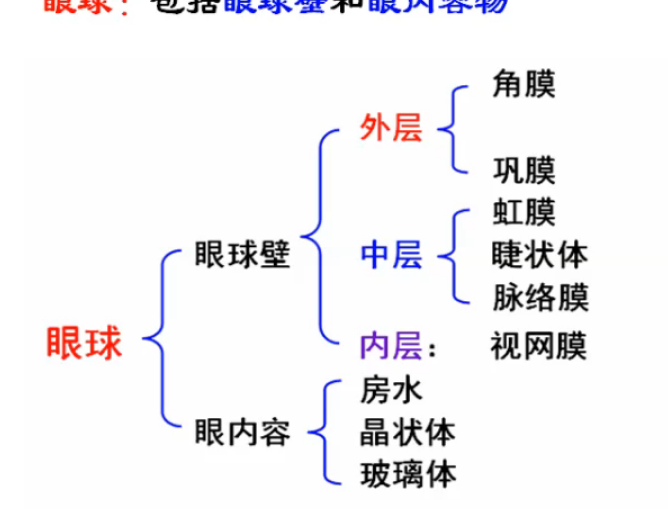 眼球：包括眼球壁和眼内容物
角膜
外层
巩膜
虹膜
眼球壁
中层
睫状体
脉络膜
眼球
内层：
视网膜
房水
眼内容
晶状体
玻璃体